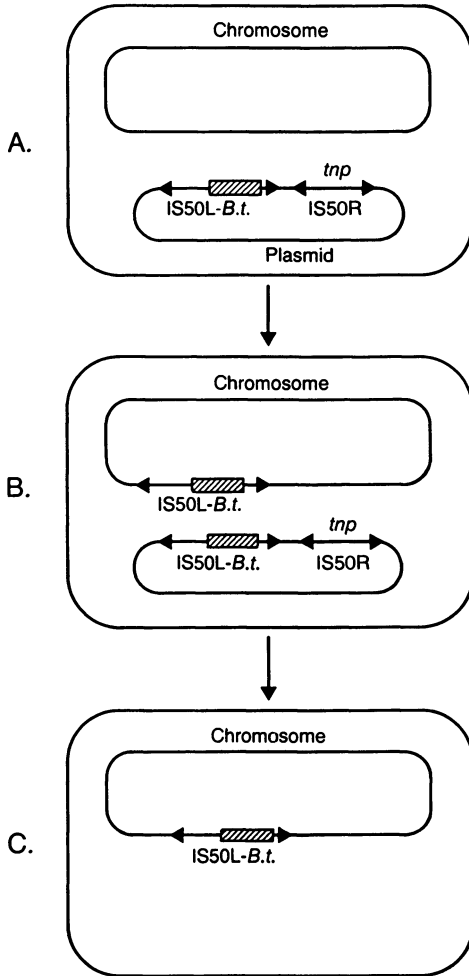 Chromosome
A.
tnp
IS50L-B.t. IS50R
Plasmid
Chromosome
B.
IS50L-B.t.
tnp
IS50L-B.t. IS50R
Chromosome
C.
IS50L-B.t.